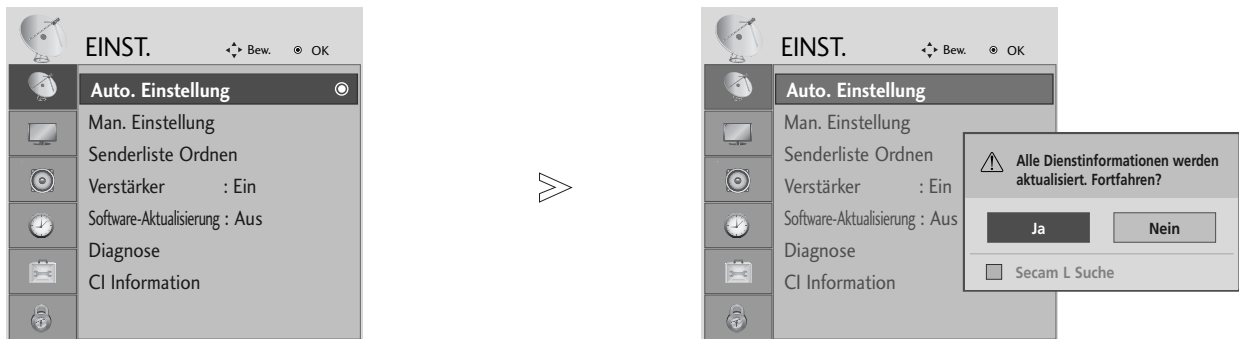 EINST. Bew. OK
Auto. Einstellung
Man. Einstellung
Senderliste Ordnen
Verstärker : Ein
Software-Aktualisierung : Aus
Diagnose
CI Information
EINST. Bew. OK
Auto. Einstellung
Man. Einstellung
Senderliste Ordnen
Verstärker : Ein
Software-Aktualisierung : Aus
Diagnose
CI Information
Alle Dienstinformationen werden
aktualisiert. Fortfahren?
Ja Nein
Secam L Suche